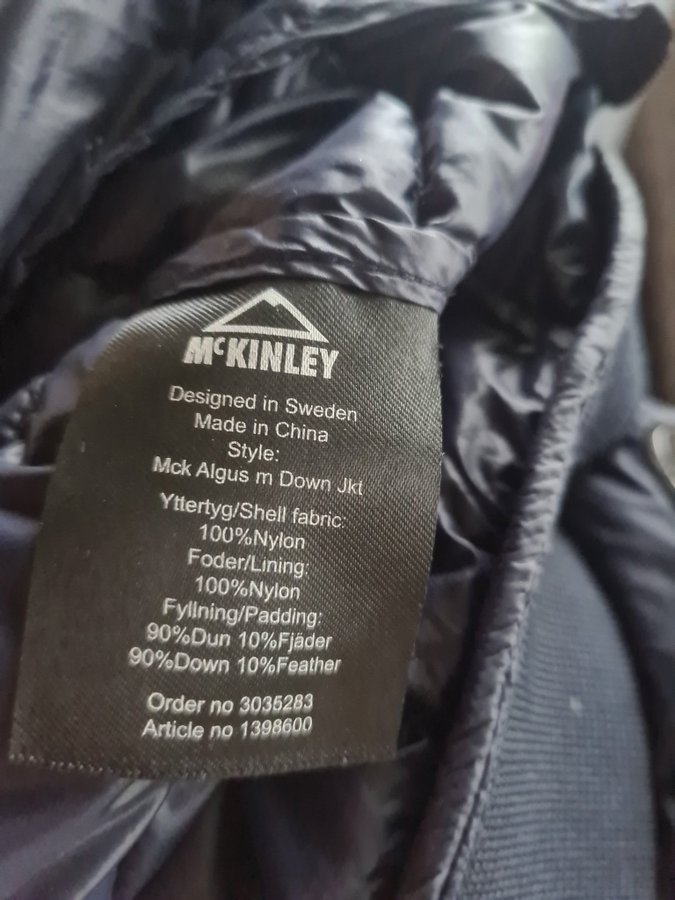 McKINLEY
Designed in Sweden
Made in China
Style:
Mck Algus m Down Jkt
Yttertyg/Shell fabric:
100%Nylon
Foder/Lining:
100%Nylon
Fyllning/Padding:
90%Dun 10%Fjäder
90%Down 10%Feather
Order no 3035283
Article no 1398600